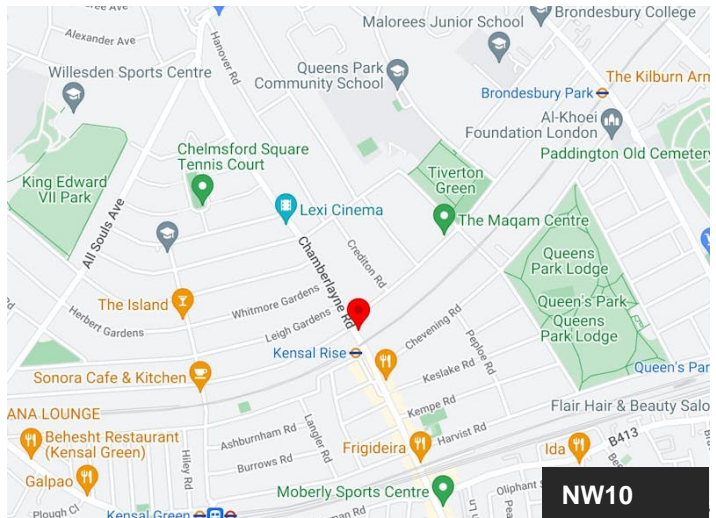 Malorees Junior School
Brondesbury College
Alexander Ave
Hanover Rd
Willesden Sports Centre
Queens Park
Community School
Brondesbury Park
The Kilburn Arm
Al-Khoei
Foundation London
Chelmsford Square
Tennis Court
Paddington Old Cemetery
King Edward
VII Park
Tiverton
Green
Lexi Cinema
The Maqam Centre
All Souls Ave
Crediton Rd
Chamberlayne Rd
Queens
Park Lodge
The Island
Whitmore Gardens
Queen's Park
Herbert Gardens
Leigh Gardens
Queens
Park Lodge
Chevening Rd
Kensal Rise
Peploe Rd
Sonora Cafe & Kitchen
Keslake Rd
Queen's Par
ANA LOUNGE
Kempe Rd
Flair Hair & Beauty Salo
Behesht Restaurant
(Kensal Green)
Ashburnham Rd
Langler Rd
Harvist Rd
B413
Hiley Rd
Frigideira
Ida
Burrows Rd
Galpao
Moberly Sports Centre
Oliphant S
NW10
Plough Cl
Kensal Green
man Rd